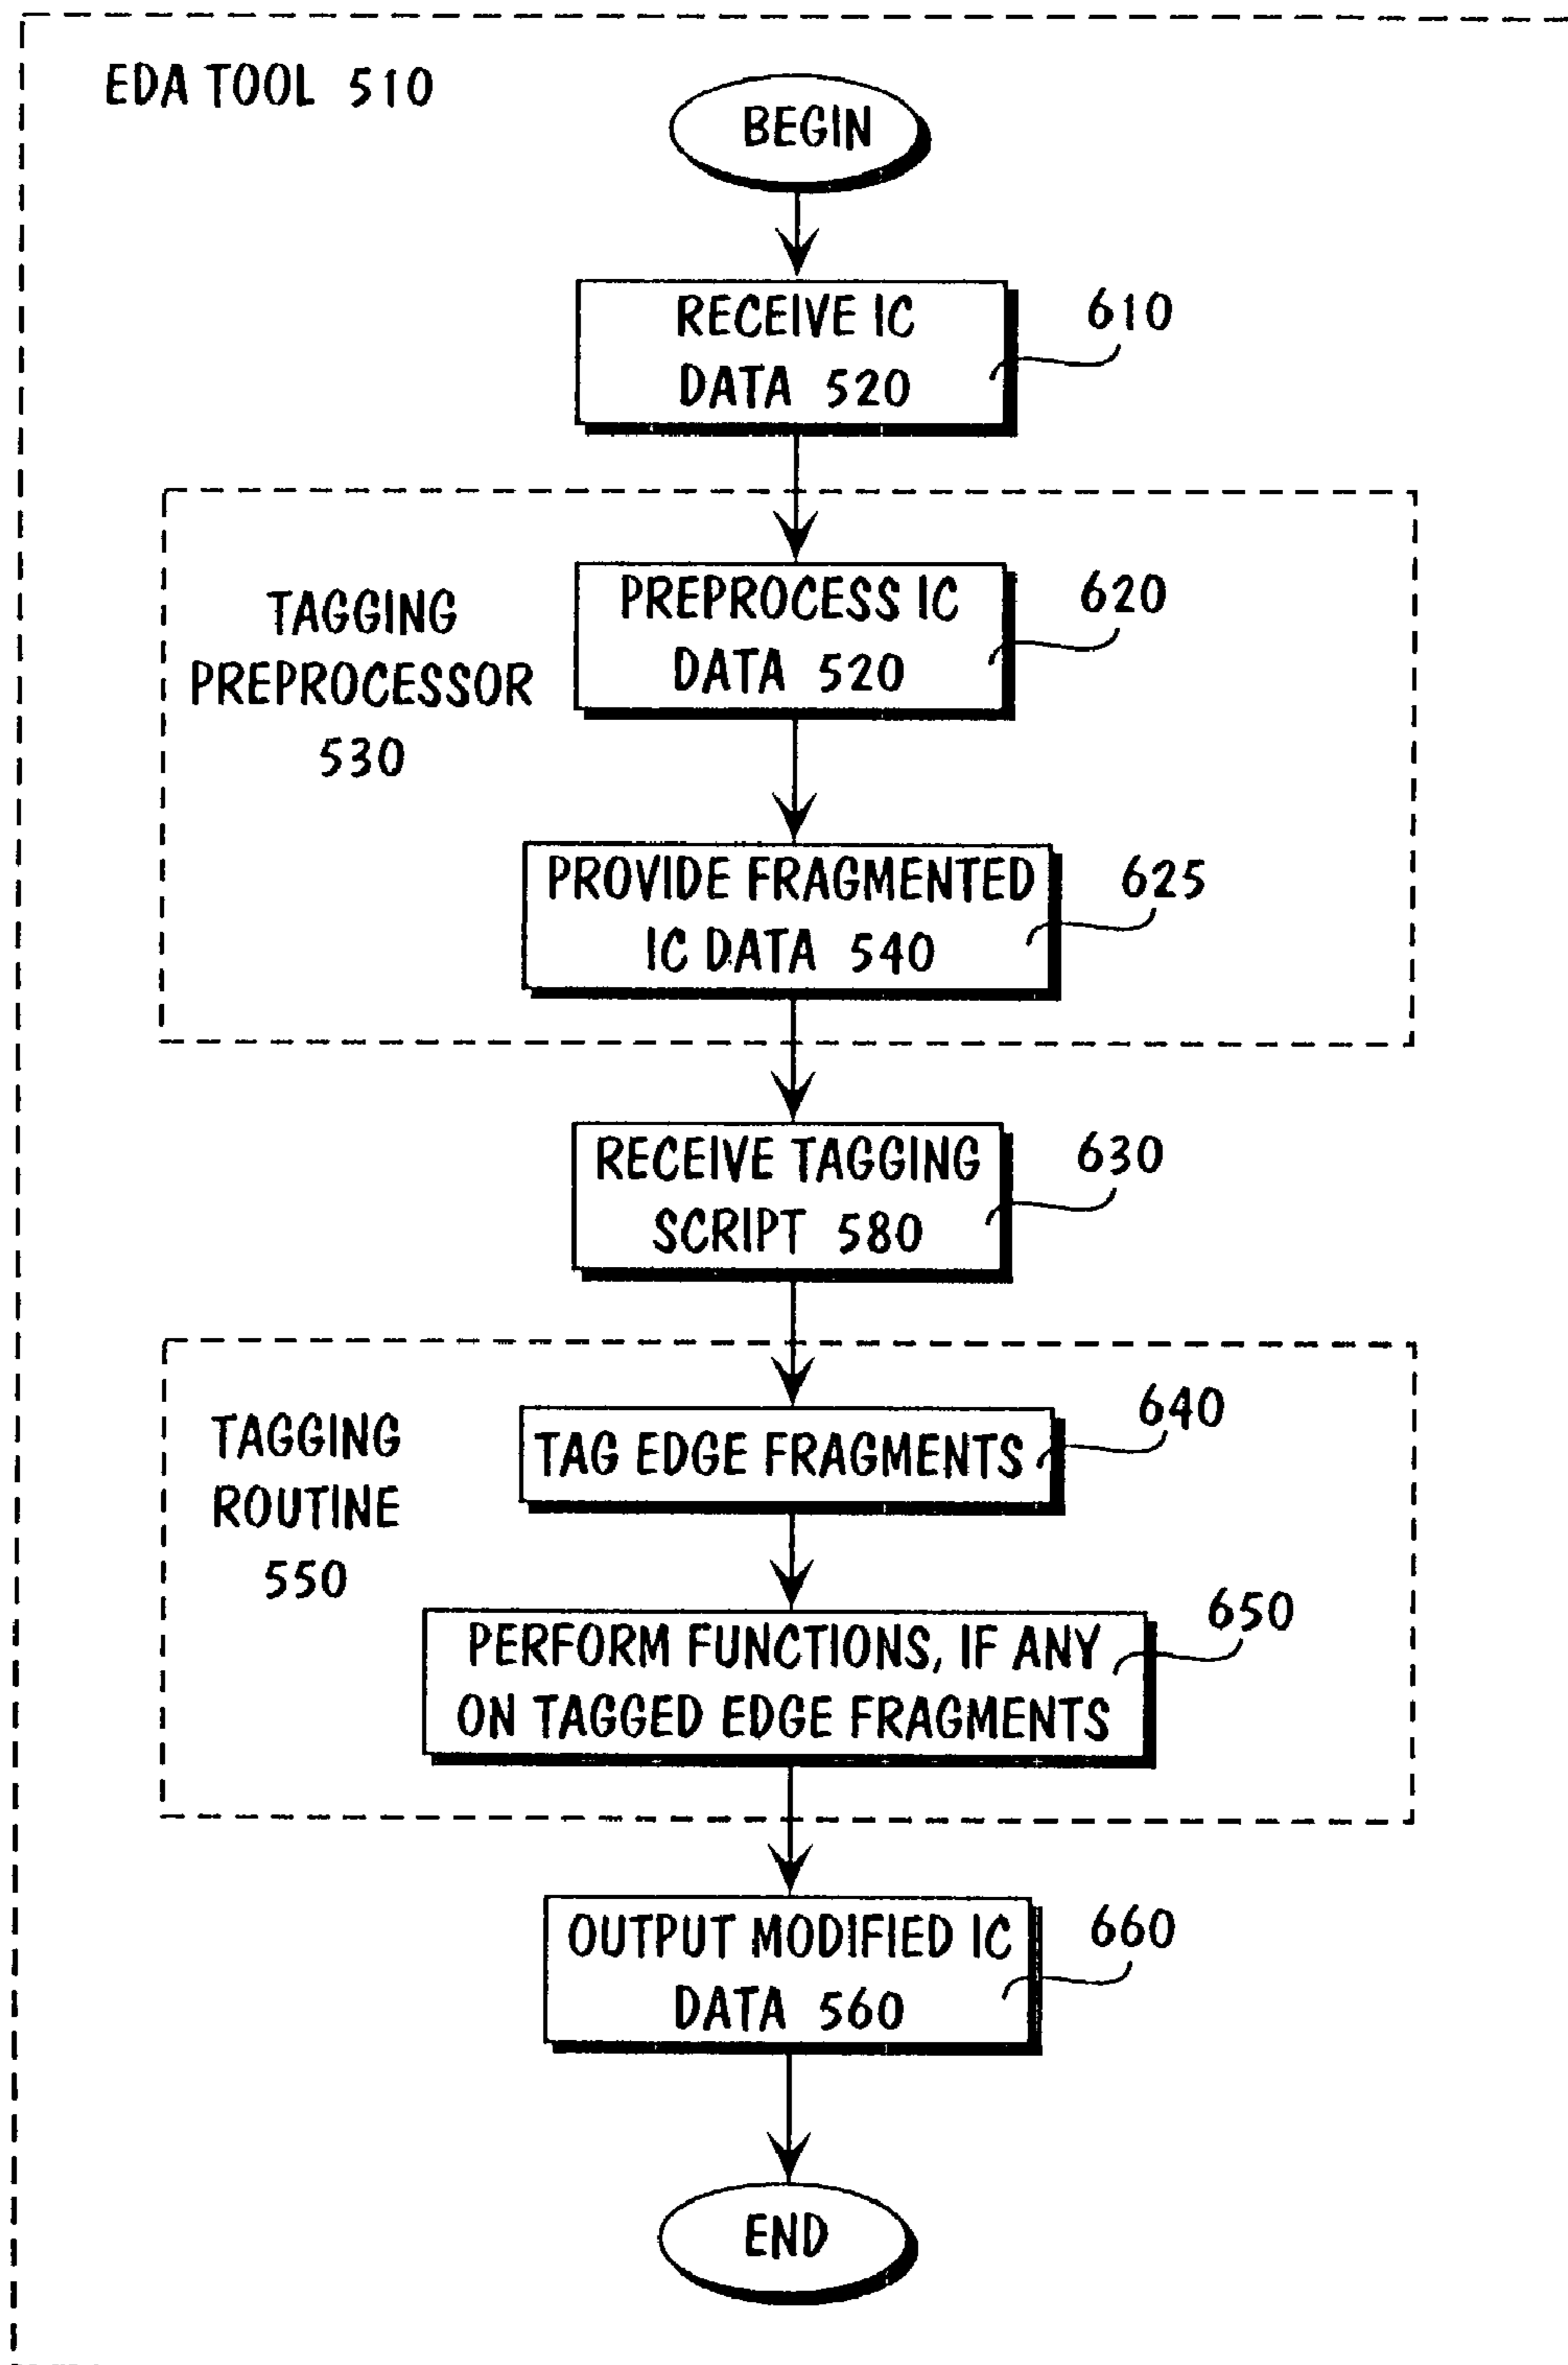 EDA TOOL 510
BEGIN
RECEIVE IC
DATA 520
610
TAGGING
PREPROCESSOR
530
PREPROCESS IC
DATA 520
620
PROVIDE FRAGMENTED
IC DATA 540
625
RECEIVE TAGGING
SCRIPT 580
630
TAGGING
ROUTINE
550
TAG EDGE FRAGMENTS
640
PERFORM FUNCTIONS, IF ANY
ON TAGGED EDGE FRAGMENTS
650
OUTPUT MODIFIED IC
DATA 560
660
END